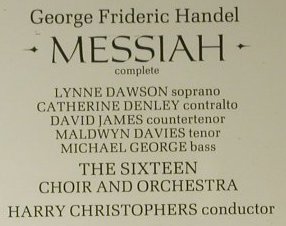 George Frideric Handel
MESSIAH
complete
LYNNE DAWSON soprano
CATHERINE DENLEY contralto
DAVID JAMES countertenor
MALDWYN DAVIES tenor
MICHAEL GEORGE bass
THE SIXTEEN
CHOIR AND ORCHESTRA
HARRY CHRISTOPHERS conductor